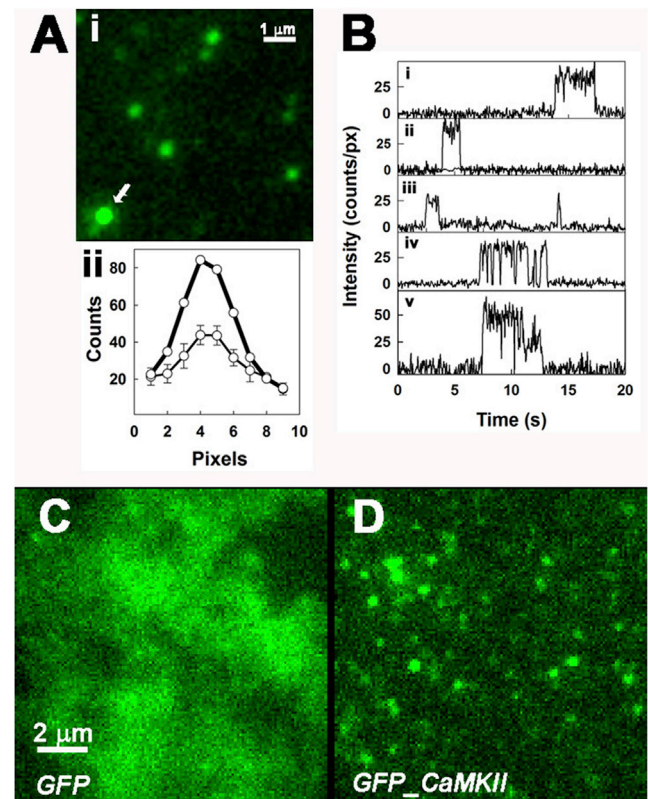 A
i
1 μm
ii
80
60
40
20
Counts
0 2 4 6 8 10
Pixels
B
i
25
0
ii
25
0
iii
25
0
iv
25
0
v
50
25
0
Intensity (counts/px)
0 5 10 15 20
Time (s)
C
2 μm
GFP
D
GFP_CaMKII